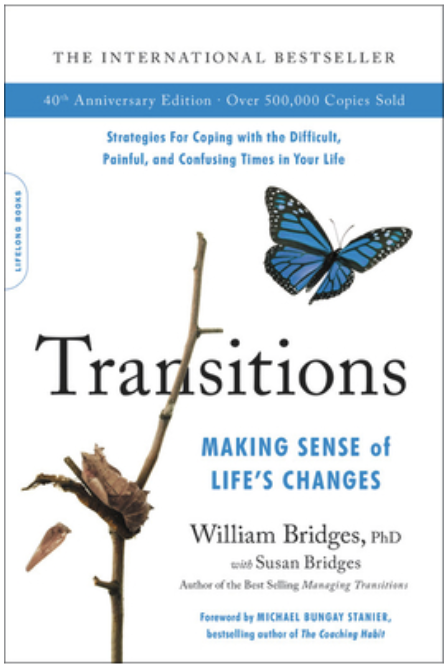 THE INTERNATIONAL BESTSELLER
40th Anniversary Edition · Over 500,000 Copies Sold
Strategies For Coping with the Difficult,
Painful, and Confusing Times in Your Life
LIFELONG BOOKS
Transitions
MAKING SENSE of
LIFE'S CHANGES
William Bridges, PhD
with Susan Bridges
Author of the Best Selling Managing Transitions
Foreword by MICHAEL BUNGAY STANIER,
bestselling author of The Coaching Habit